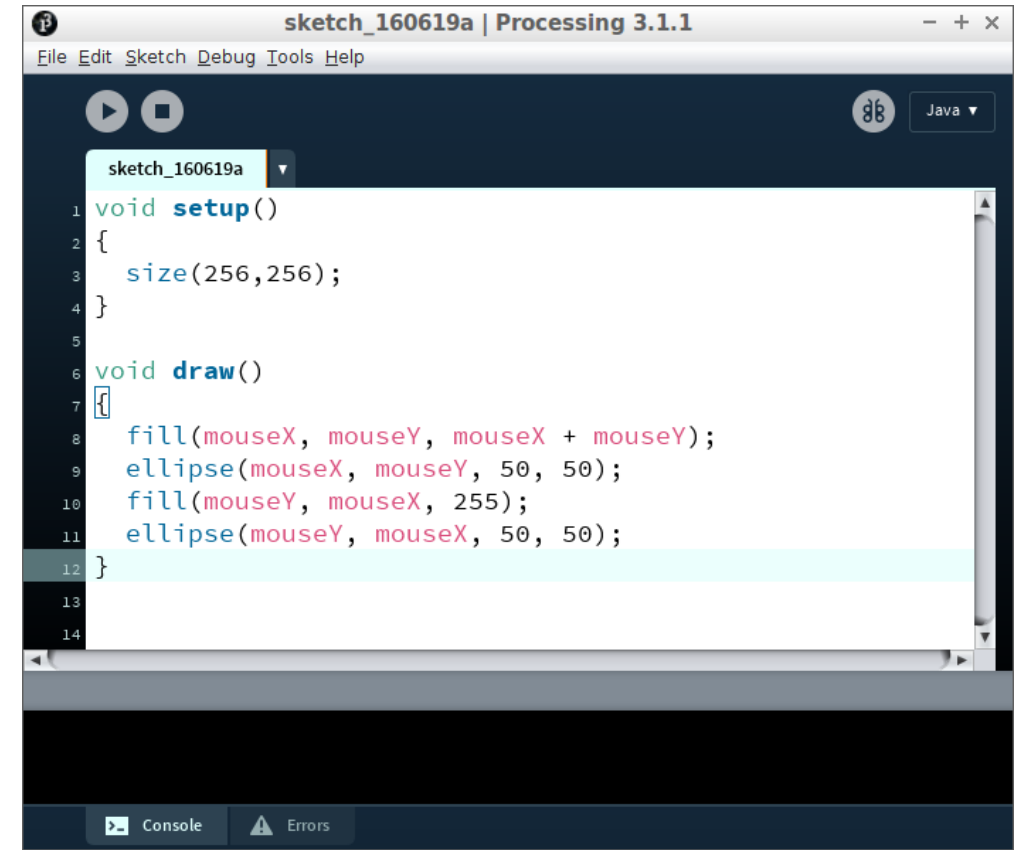 sketch_160619a | Processing 3.1.1
File Edit Sketch Debug Tools Help
Java ▼
sketch_160619a ▼
1 void setup()
2 {
3   size(256,256);
4 }
5
6 void draw()
7 {
8   fill(mouseX, mouseY, mouseX + mouseY);
9   ellipse(mouseX, mouseY, 50, 50);
10   fill(mouseY, mouseX, 255);
11   ellipse(mouseY, mouseX, 50, 50);
12 }
13
14
Console Errors